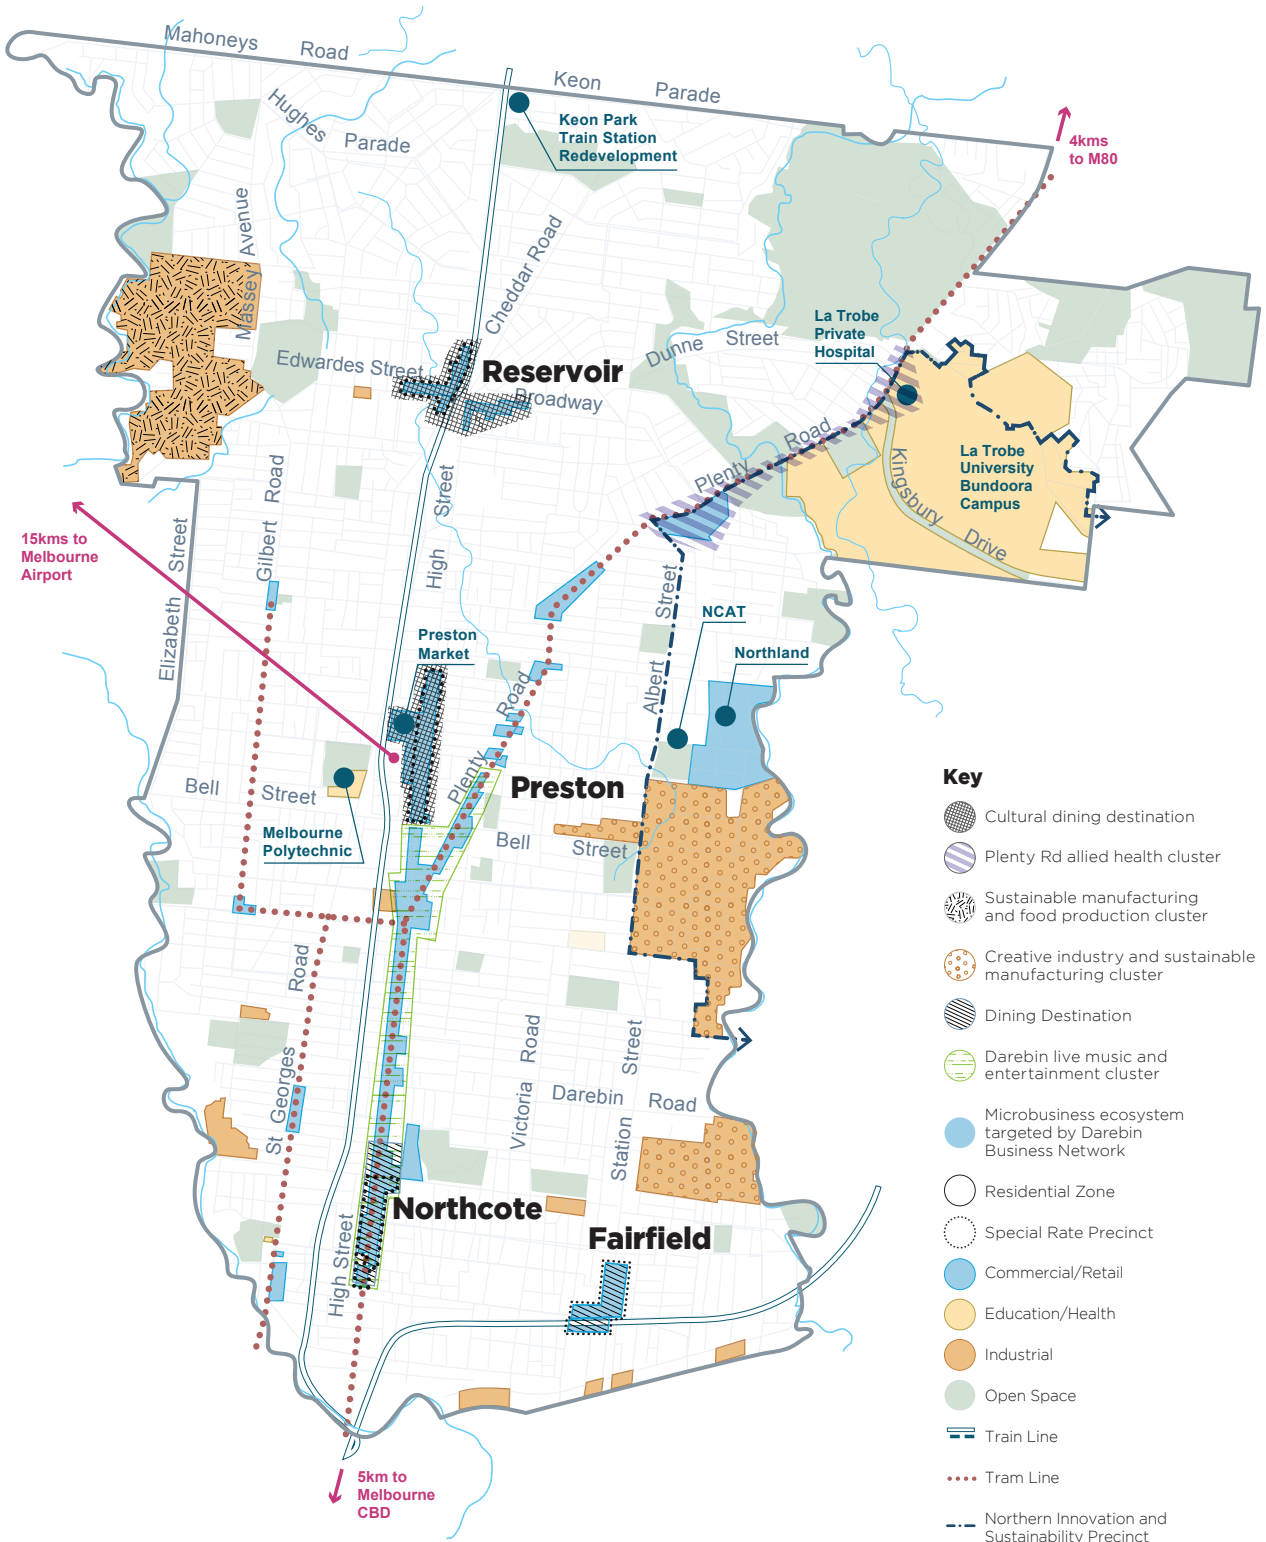 Mahoneys Road
Keon Parade
Hughes Parade
Keon Park
Train Station
Redevelopment
4kms
to M80
Massey Avenue
Cheddar Road
La Trobe
Private
Hospital
Dunne Street
Edwardes Street
Reservoir
Broadway
Plenty Road
La Trobe
University
Bundoora
Campus
Kingsbury Drive
Gilbert Road
High Street
15kms to
Melbourne
Airport
Elizabeth Street
Albert Street
NCAT
Northland
Preston
Market
Plenty Road
Preston
Bell Street
Melbourne
Polytechnic
Bell Street
St Georges Road
Victoria Road
Station Street
Darebin Road
Northcote
High Street
Fairfield
5km to
Melbourne
CBD
Key
Cultural dining destination
Plenty Rd allied health cluster
Sustainable manufacturing
and food production cluster
Creative industry and sustainable
manufacturing cluster
Dining Destination
Darebin live music and
entertainment cluster
Microbusiness ecosystem
targeted by Darebin
Business Network
Residential Zone
Special Rate Precinct
Commercial/Retail
Education/Health
Industrial
Open Space
Train Line
Tram Line
Northern Innovation and
Sustainability Precinct